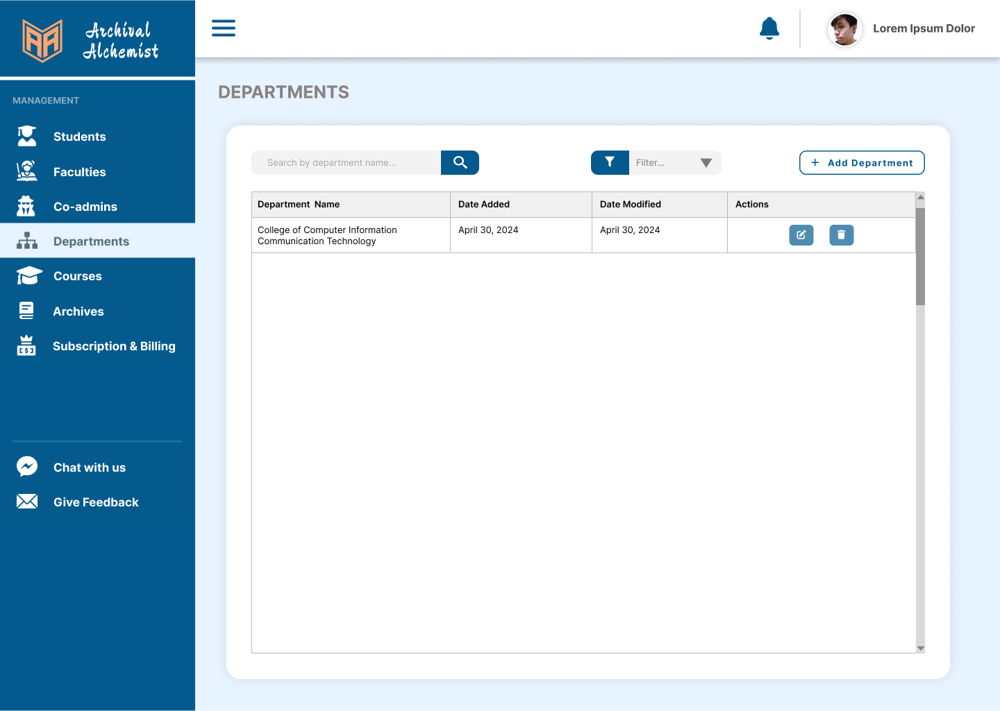 Archival
Alchemist
Lorem Ipsum Dolor
MANAGEMENT
Students
Faculties
Co-admins
Departments
Courses
Archives
Subscription & Billing
Chat with us
Give Feedback
DEPARTMENTS
Search by department name...
Filter...
+ Add Department
Department Name
Date Added
Date Modified
Actions
College of Computer Information
Communication Technology
April 30, 2024
April 30, 2024